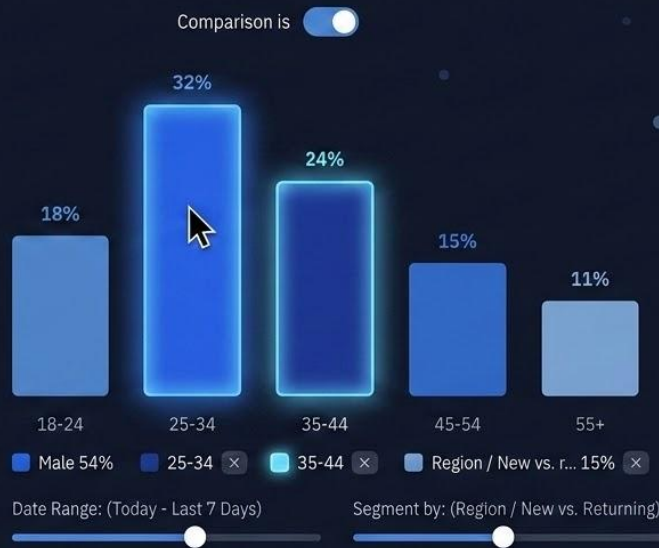 Comparison is
32%
24%
18%
15%
11%
18-24 25-34 35-44 45-54 55+
Male 54% 25-34 × 35-44 × Region / New vs. r... 15% ×
Date Range: (Today - Last 7 Days) Segment by: (Region / New vs. Returning)